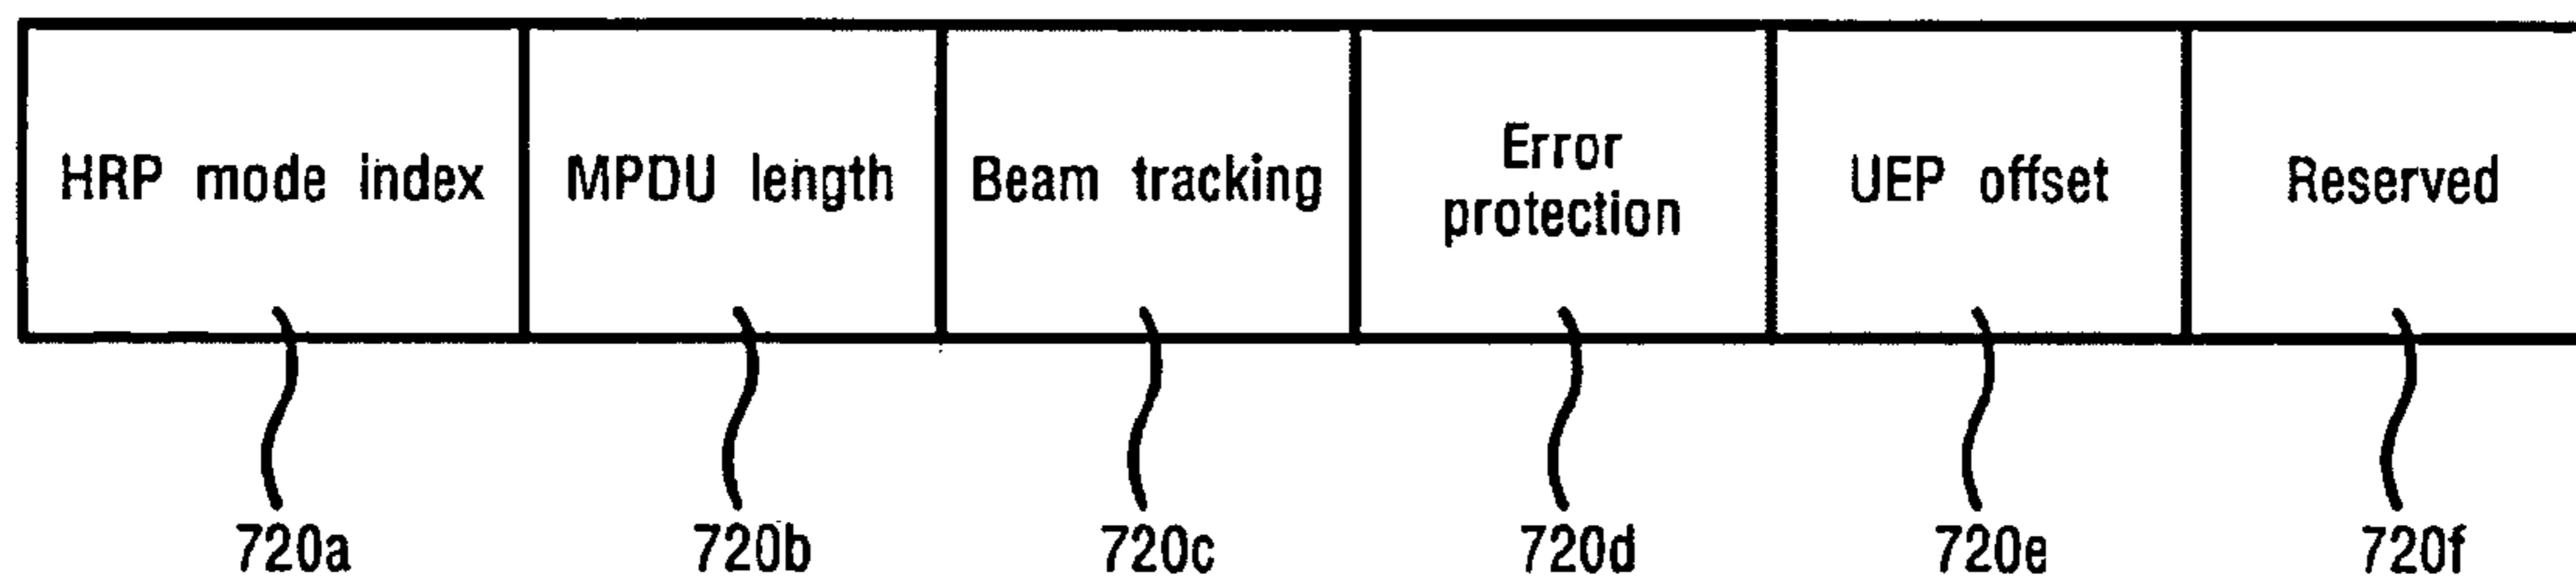 HRP mode index
MPDU length
Beam tracking
Error
protection
UEP offset
Reserved
720a
720b
720c
720d
720e
720f